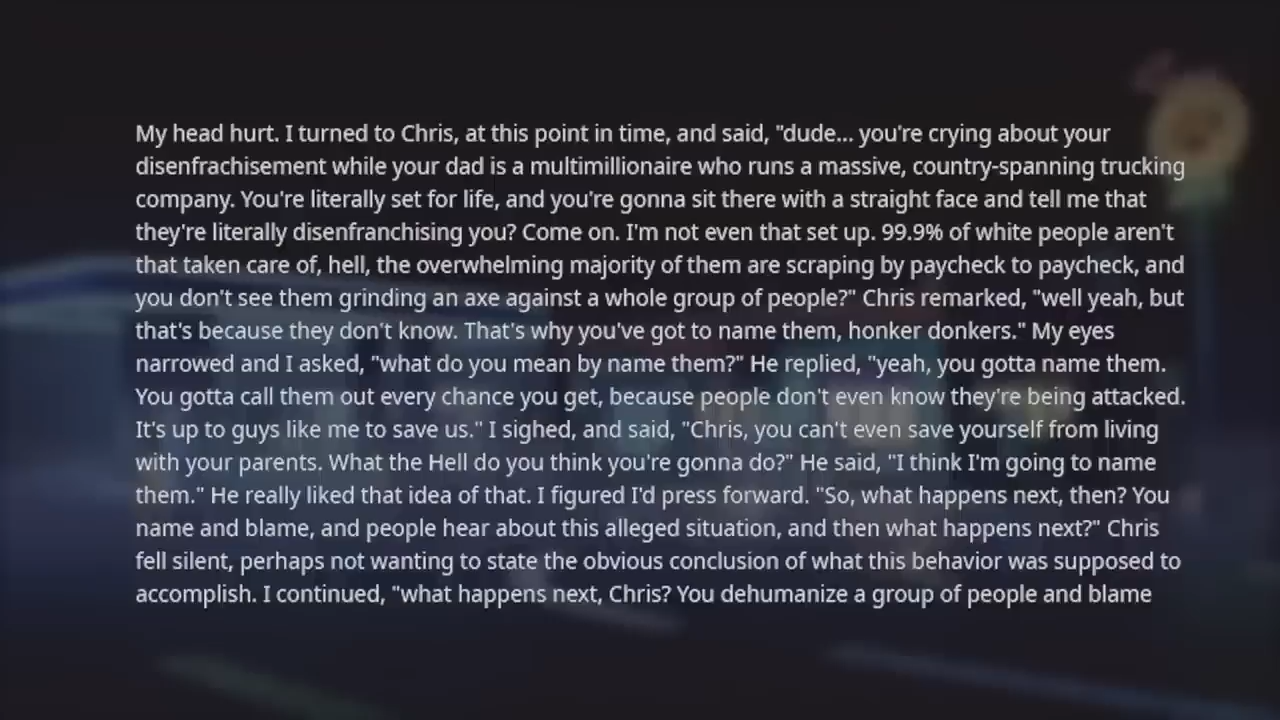 My head hurt. I turned to Chris, at this point in time, and said, "dude... you're crying about your
disenfrachisement while your dad is a multimillionaire who runs a massive, country-spanning trucking
company. You're literally set for life, and you're gonna sit there with a straight face and tell me that
they're literally disenfranchising you? Come on. I'm not even that set up. 99.9% of white people aren't
that taken care of, hell, the overwhelming majority of them are scraping by paycheck to paycheck, and
you don't see them grinding an axe against a whole group of people?" Chris remarked, "well yeah, but
that's because they don't know. That's why you've got to name them, honker donkers." My eyes
narrowed and I asked, "what do you mean by name them?" He replied, "yeah, you gotta name them.
You gotta call them out every chance you get, because people don't even know they're being attacked.
It's up to guys like me to save us." I sighed, and said, "Chris, you can't even save yourself from living
with your parents. What the Hell do you think you're gonna do?" He said, "I think I'm going to name
them." He really liked that idea of that. I figured I'd press forward. "So, what happens next, then? You
name and blame, and people hear about this alleged situation, and then what happens next?" Chris
fell silent, perhaps not wanting to state the obvious conclusion of what this behavior was supposed to
accomplish. I continued, "what happens next, Chris? You dehumanize a group of people and blame